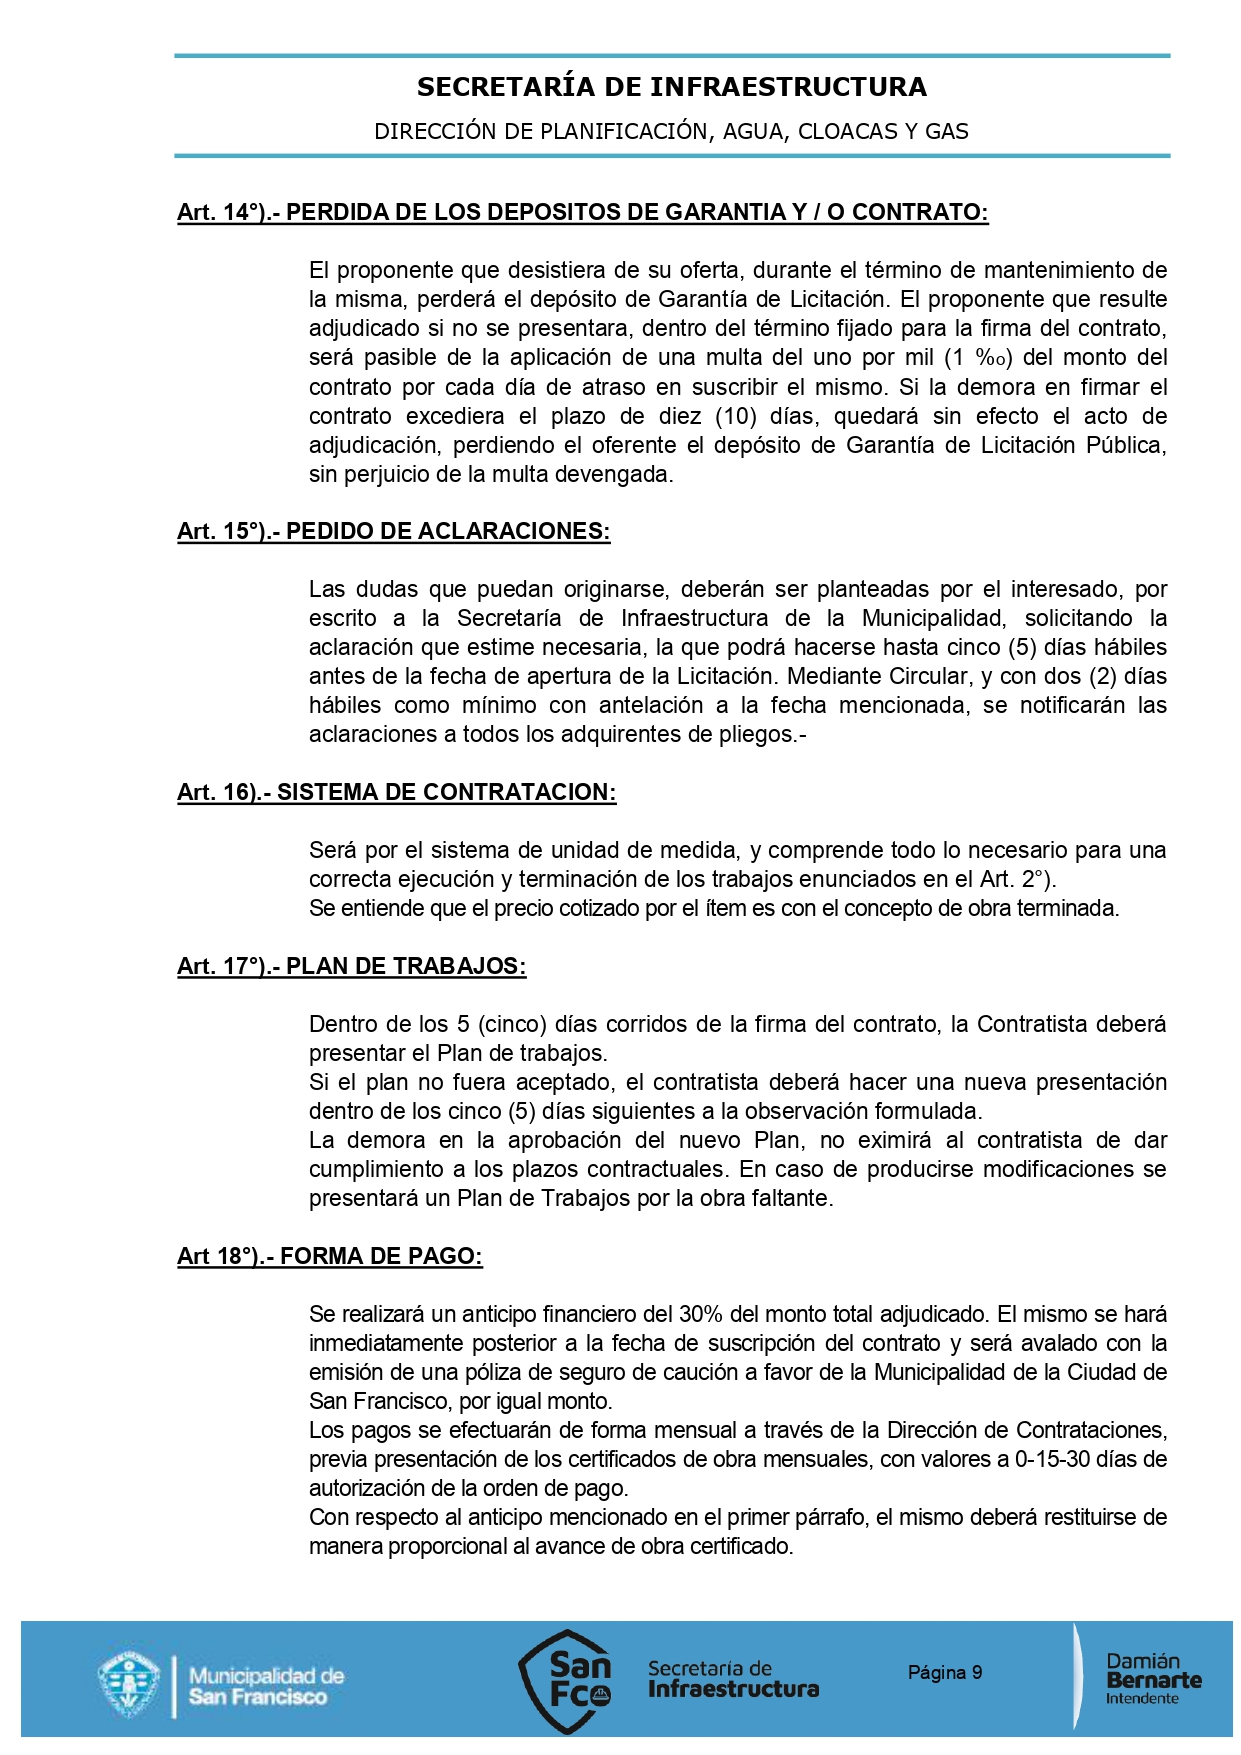 SECRETARÍA DE INFRAESTRUCTURA
DIRECCIÓN DE PLANIFICACIÓN, AGUA, CLOACAS Y GAS
Art. 14°).- PERDIDA DE LOS DEPOSITOS DE GARANTIA Y / O CONTRATO:
El proponente que desistiera de su oferta, durante el término de mantenimiento de
la misma, perderá el depósito de Garantía de Licitación. El proponente que resulte
adjudicado si no se presentara, dentro del término fijado para la firma del contrato,
será pasible de la aplicación de una multa del uno por mil (1 %o) del monto del
contrato por cada día de atraso en suscribir el mismo. Si la demora en firmar el
contrato excediera el plazo de diez (10) días, quedará sin efecto el acto de
adjudicación, perdiendo el oferente el depósito de Garantía de Licitación Pública,
sin perjuicio de la multa devengada.
Art. 15°).- PEDIDO DE ACLARACIONES:
Las dudas que puedan originarse, deberán ser planteadas por el interesado, por
escrito a la Secretaría de Infraestructura de la Municipalidad, solicitando la
aclaración que estime necesaria, la que podrá hacerse hasta cinco (5) días hábiles
antes de la fecha de apertura de la Licitación. Mediante Circular, y con dos (2) días
hábiles como mínimo con antelación a la fecha mencionada, se notificarán las
aclaraciones a todos los adquirentes de pliegos.-
Art. 16).- SISTEMA DE CONTRATACION:
Será por el sistema de unidad de medida, y comprende todo lo necesario para una
correcta ejecución y terminación de los trabajos enunciados en el Art. 2°).
Se entiende que el precio cotizado por el ítem es con el concepto de obra terminada.
Art. 17°).- PLAN DE TRABAJOS:
Dentro de los 5 (cinco) días corridos de la firma del contrato, la Contratista deberá
presentar el Plan de trabajos.
Si el plan no fuera aceptado, el contratista deberá hacer una nueva presentación
dentro de los cinco (5) días siguientes a la observación formulada.
La demora en la aprobación del nuevo Plan, no eximirá al contratista de dar
cumplimiento a los plazos contractuales. En caso de producirse modificaciones se
presentará un Plan de Trabajos por la obra faltante.
Art 18°).- FORMA DE PAGO:
Se realizará un anticipo financiero del 30% del monto total adjudicado. El mismo se hará
inmediatamente posterior a la fecha de suscripción del contrato y será avalado con la
emisión de una póliza de seguro de caución a favor de la Municipalidad de la Ciudad de
San Francisco, por igual monto.
Los pagos se efectuarán de forma mensual a través de la Dirección de Contrataciones,
previa presentación de los certificados de obra mensuales, con valores a 0-15-30 días de
autorización de la orden de pago.
Con respecto al anticipo mencionado en el primer párrafo, el mismo deberá restituirse de
manera proporcional al avance de obra certificado.
Municipalidad de
San Francisco
San
Fco
Secretaría de
Infraestructura
Página 9
Damián
Bernarte
Intendente